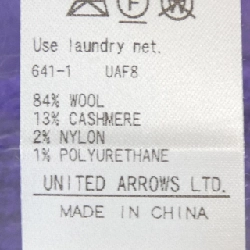 F W
Use laundry net.
641-1 UAF8
84% WOOL
13% CASHMERE
2% NYLON
1% POLYURETHANE
UNITED ARROWS LTD.
MADE IN CHINA